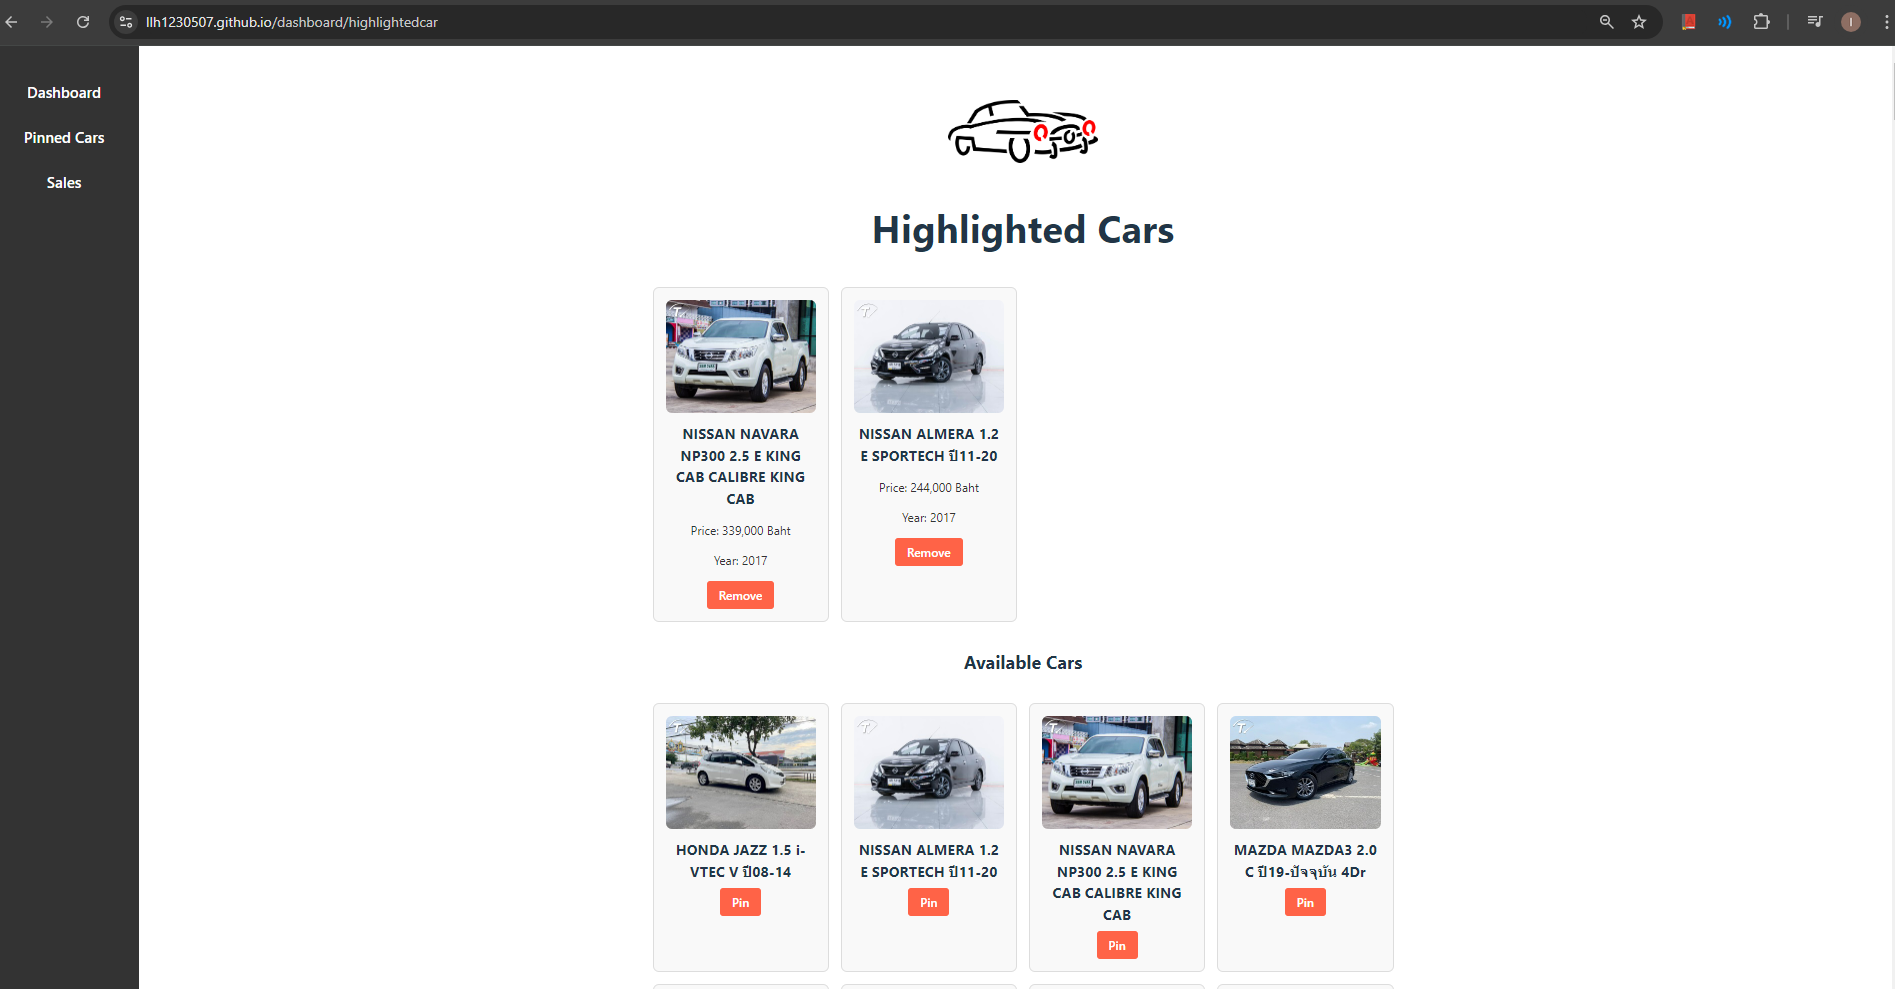 llh1230507.github.io/dashboard/highlightedcar
I
Dashboard
Pinned Cars
Sales
Highlighted Cars
NISSAN NAVARA
NP300 2.5 E KING
CAB CALIBRE KING
CAB
Price: 339,000 Baht
Year: 2017
Remove
NISSAN ALMERA 1.2
E SPORTECH ปี11-20
Price: 244,000 Baht
Year: 2017
Remove
Available Cars
HONDA JAZZ 1.5 i-
VTEC V ปี08-14
Pin
NISSAN ALMERA 1.2
E SPORTECH ปี11-20
Pin
NISSAN NAVARA
NP300 2.5 E KING
CAB CALIBRE KING
CAB
Pin
MAZDA MAZDA3 2.0
C ปี19-ปัจจุบัน 4Dr
Pin